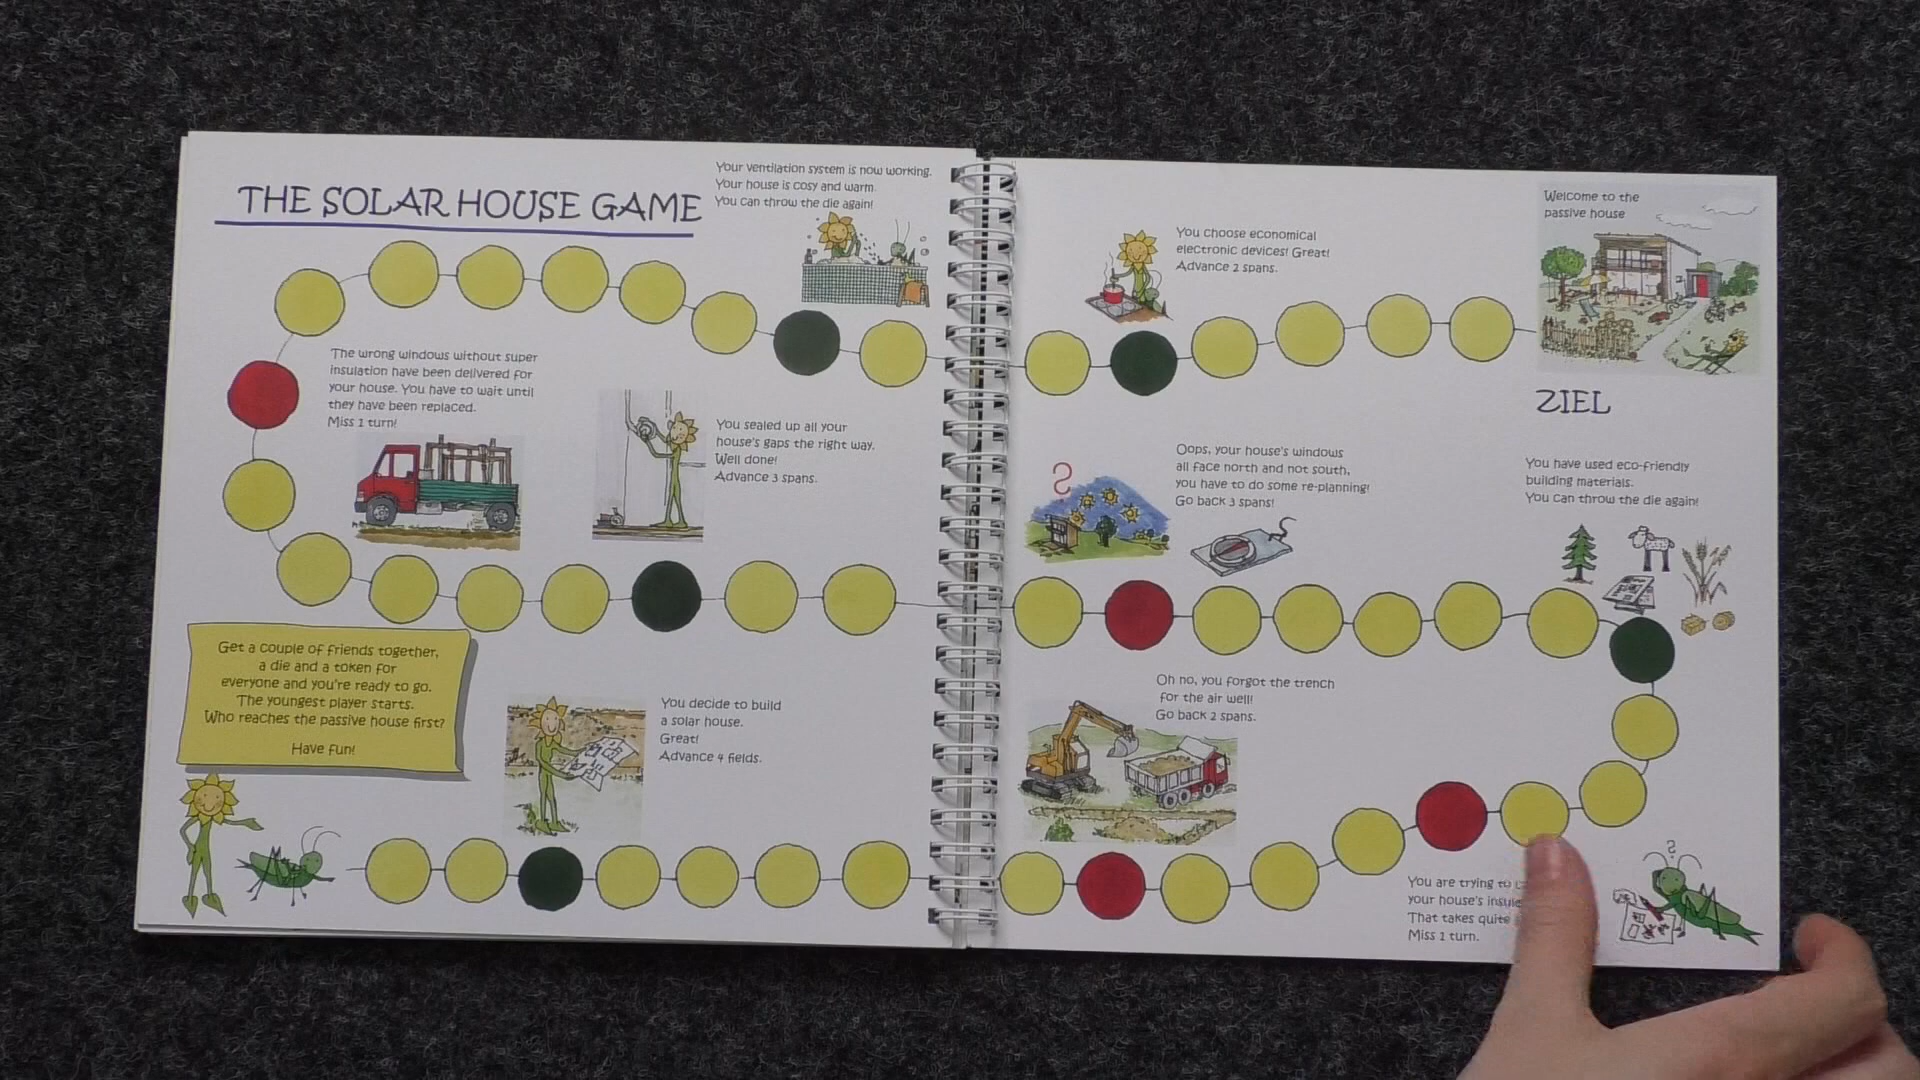 THE SOLAR HOUSE GAME
Your ventilation system is now working.
Your house is cosy and warm.
You can throw the die again!
The wrong windows without super
insulation have been delivered for
your house. You have to wait until
they have been replaced.
Miss 1 turn!
You sealed up all your
house's gaps the right way.
Well done!
Advance 3 spans.
Get a couple of friends together,
a die and a token for
everyone and you're ready to go.
The youngest player starts.
Who reaches the passive house first?
Have fun!
You decide to build
a solar house.
Great!
Advance 4 fields.
You choose economical
electronic devices! Great!
Advance 2 spans.
Welcome to the
passive house
ZIEL
Oops, your house's windows
all face north and not south,
you have to do some re-planning!
Go back 3 spans!
You have used eco-friendly
building materials.
You can throw the die again!
Oh no, you forgot the trench
for the air well!
Go back 2 spans.
You are trying to
your house's
That takes quite
Miss 1 turn.